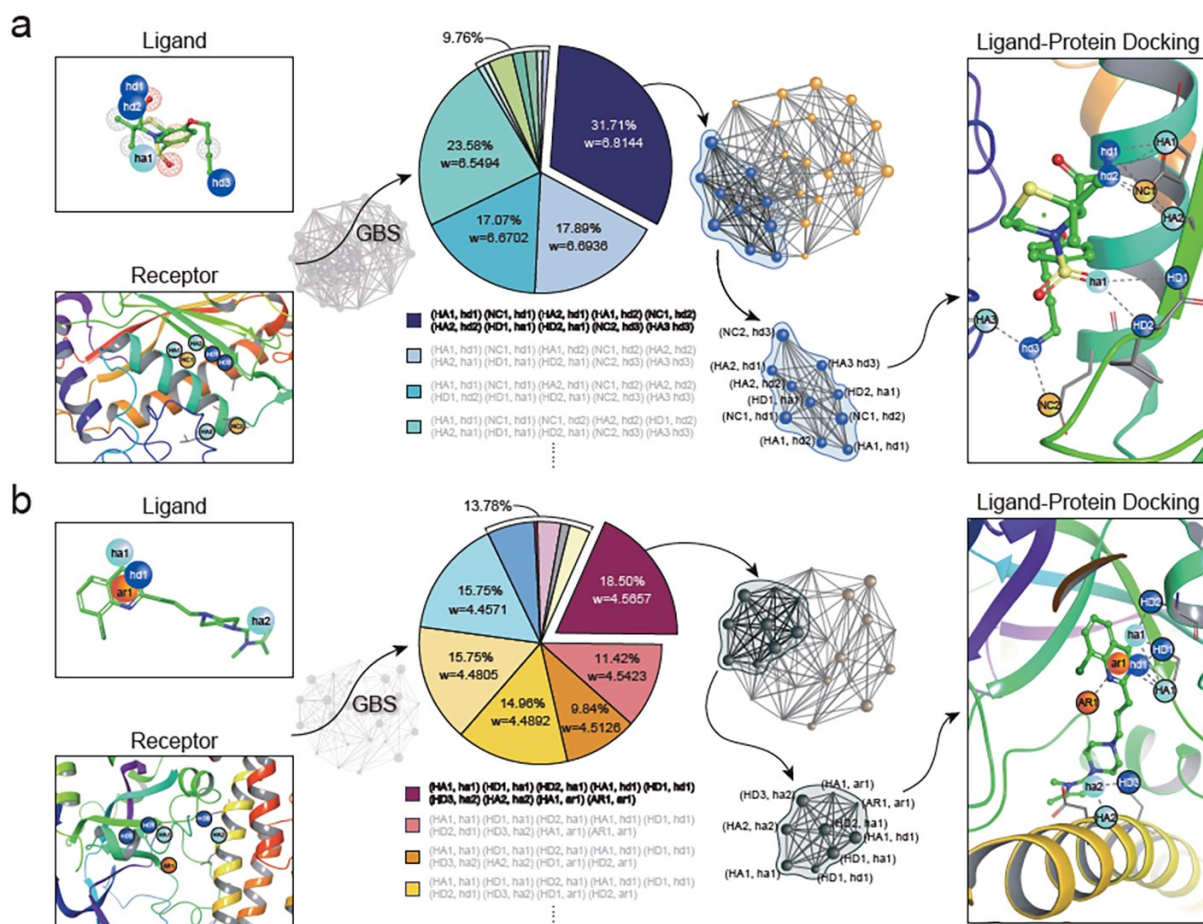 a
Ligand
hd1
hd2
ha1
hd3
Receptor
HA1
HA2
NC1
HD1
HA3
NC2
GBS
9.76%
31.71%
w=6.8144
23.58%
w=6.5494
17.07%
w=6.6702
17.89%
w=6.6936
(HA1, hd1) (NC1, hd1) (HA2, hd1) (HA1, hd2) (NC1, hd2)
(HA2, hd2) (HD1, ha1) (HD2, ha1) (NC2, hd3) (HA3 hd3)
(HA1, hd1) (NC1, hd1) (HA1, hd2) (NC1, hd2) (HA2, hd2)
(HA2, ha1) (HD1, ha1) (HD2, ha1) (NC2, hd3) (HA3 hd3)
(HA1, hd1) (NC1, hd1) (HA2, hd1) (NC1, hd2) (HA2, hd2)
(HD1, hd2) (HD1, ha1) (HD2, ha1) (NC2, hd3) (HA3 hd3)
(HA1, hd1) (NC1, hd1) (NC1, hd2) (HA2, hd2)
(HA2, ha1) (HD1, ha1) (HD2, ha1) (NC2, hd3) (HA3 hd3)
(NC2, hd3)
(HA2, hd1)
(HA3 hd3)
(HA2, hd2)
(HD2, ha1)
(HD1, ha1)
(NC1, hd1)
(NC1, hd2)
(HA1, hd2)
(HA1, hd1)
Ligand-Protein Docking
hd1
HA1
hd2
NC1
HA2
ha1
HD1
HD2
HA3
hd3
NC2
b
Ligand
ha1
hd1
ar1
ha2
Receptor
HD1
HA1
HA2
AR1
GBS
13.78%
18.50%
w=4.5657
15.75%
w=4.4571
15.75%
w=4.4805
14.96%
w=4.4892
9.84%
w=4.5126
11.42%
w=4.5423
(HA1, ha1) (HD1, ha1) (HD2, ha1) (HA1, hd1) (HD1, hd1)
(HD3, ha2) (HA2, ha2) (HA1, ar1) (AR1, ar1)
(HA1, ha1) (HD1, ha1) (HD2, ha1) (HA1, hd1) (HD1, hd1)
(HD2, hd1) (HD3, ha2) (HA1, ar1) (AR1, ar1)
(HA1, ha1) (HD1, ha1) (HD2, ha1) (HA1, hd1) (HD1, hd1)
(HD3, ha2) (HA2, ha2) (HD1, ar1) (HD2, ar1)
(HA1, ha1) (HD1, ha1) (HD2, ha1) (HA1, hd1) (HD1, hd1)
(HD2, hd1) (HD3, ha2) (HD1, ar1) (HD2, ar1)
(HA1, ar1)
(HD3, ha2)
(AR1, ar1)
(HA2, ha2)
(HD2, ha1)
(HA1, hd1)
(HD1, ha1)
(HA1, ha1)
(HD1, hd1)
Ligand-Protein Docking
HD2
ha1
HD1
ar1
hd1
HA1
AR1
ha2
HD3
HA2